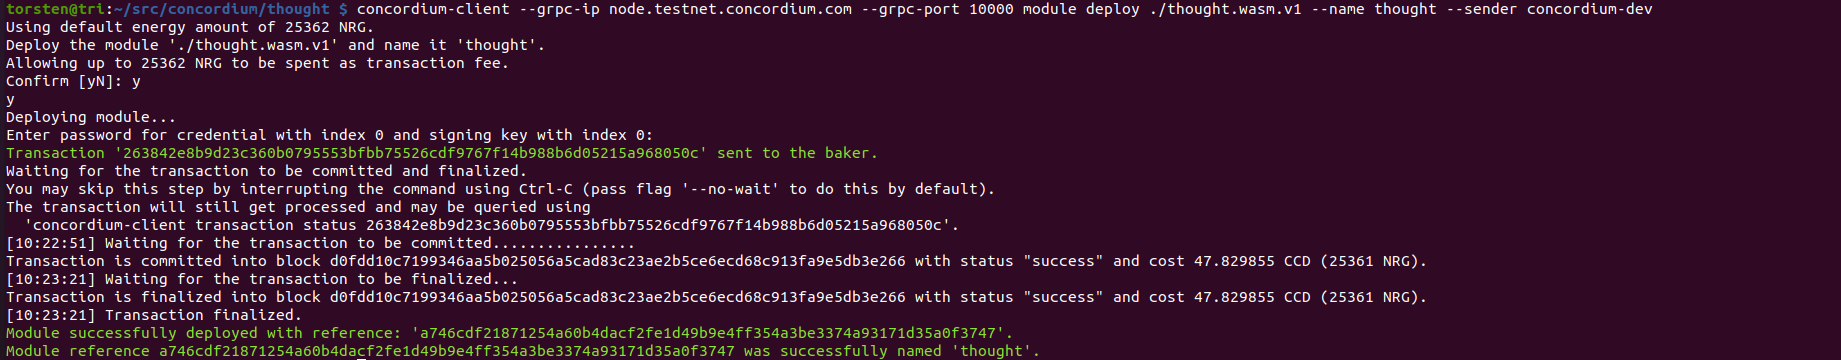 torsten@tri:~/src/concordium/thought $ concordium-client --grpc-ip node.testnet.concordium.com --grpc-port 10000 module deploy ./thought.wasm.v1 --name thought --sender concordium-dev
Using default energy amount of 25362 NRG.
Deploy the module './thought.wasm.v1' and name it 'thought'.
Allowing up to 25362 NRG to be spent as transaction fee.
Confirm [yN]: y
y
Deploying module...
Enter password for credential with index 0 and signing key with index 0:
Transaction '263842e8b9d23c360b0795553bfbb75526cdf9767f14b988b6d05215a968050c' sent to the baker.
Waiting for the transaction to be committed and finalized.
You may skip this step by interrupting the command using Ctrl-C (pass flag '--no-wait' to do this by default).
The transaction will still get processed and may be queried using
  'concordium-client transaction status 263842e8b9d23c360b0795553bfbb75526cdf9767f14b988b6d05215a968050c'.
[10:22:51] Waiting for the transaction to be committed................
Transaction is committed into block d0fdd10c7199346aa5b025056a5cad83c23ae2b5ce6ecd68c913fa9e5db3e266 with status "success" and cost 47.829855 CCD (25361 NRG).
[10:23:21] Waiting for the transaction to be finalized...
Transaction is finalized into block d0fdd10c7199346aa5b025056a5cad83c23ae2b5ce6ecd68c913fa9e5db3e266 with status "success" and cost 47.829855 CCD (25361 NRG).
[10:23:21] Transaction finalized.
Module successfully deployed with reference: 'a746cdf21871254a60b4dacf2fe1d49b9e4ff354a3be3374a93171d35a0f3747'.
Module reference a746cdf21871254a60b4dacf2fe1d49b9e4ff354a3be3374a93171d35a0f3747 was successfully named 'thought'.